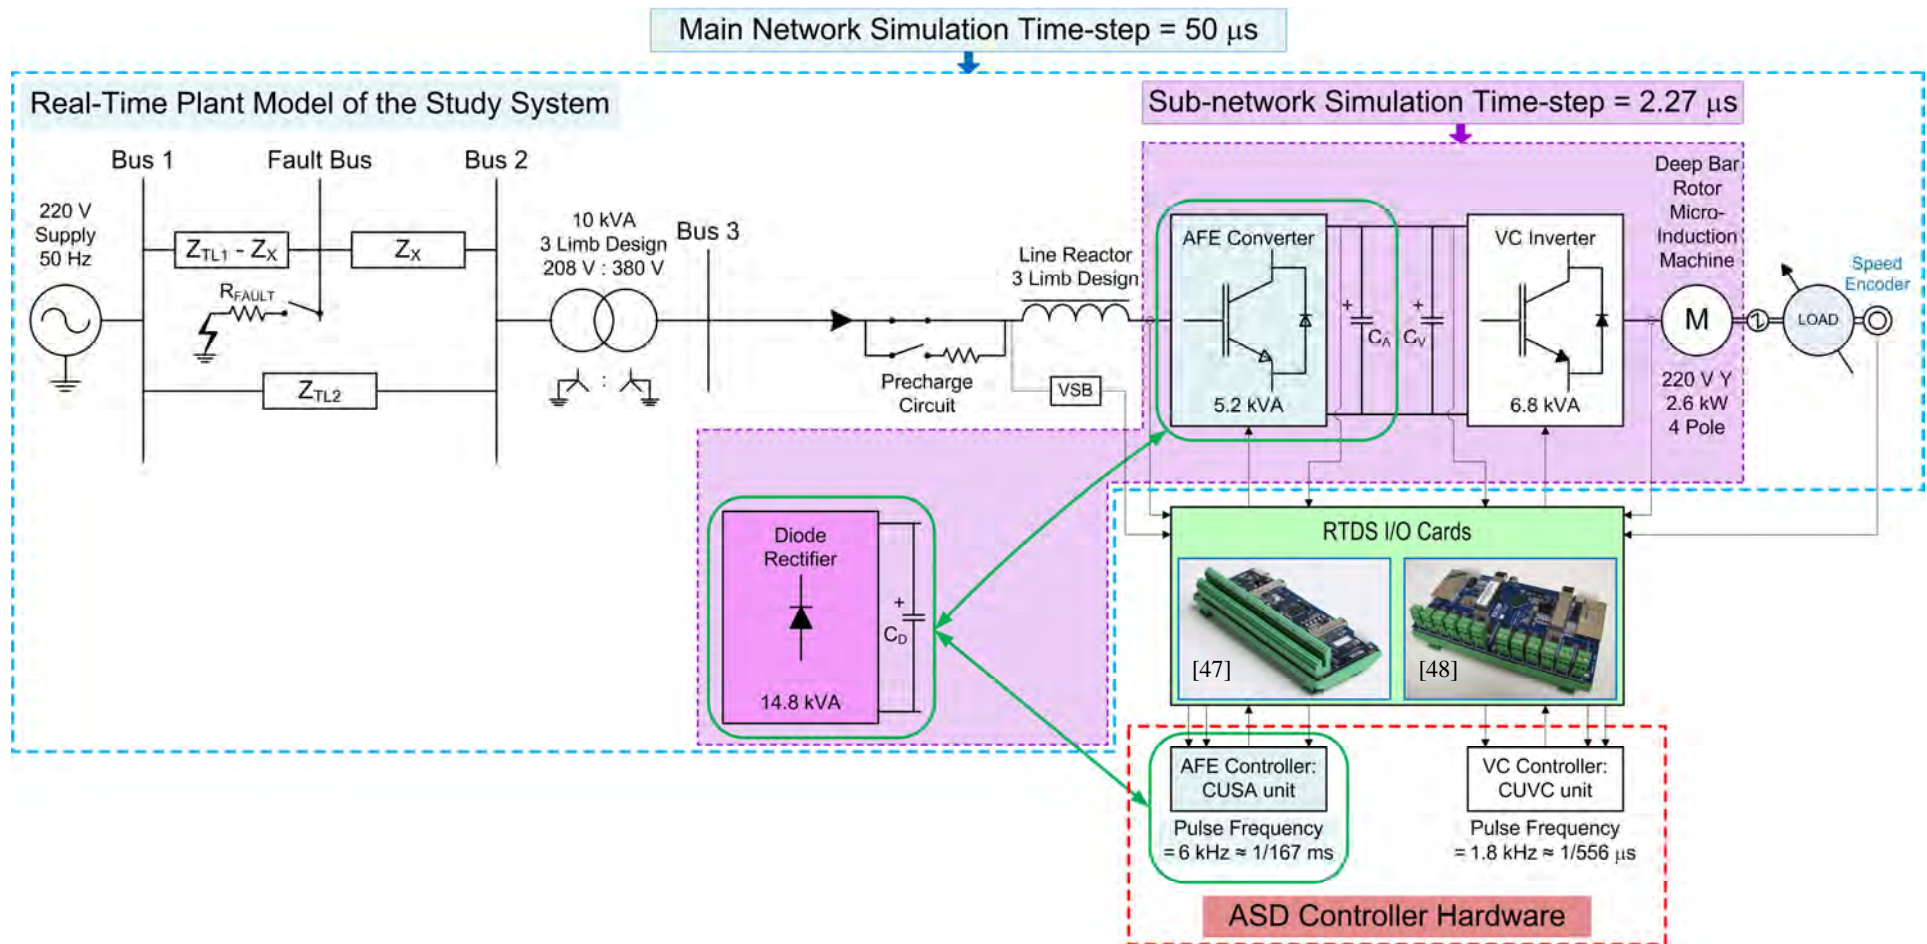 Main Network Simulation Time-step = 50 μs
Real-Time Plant Model of the Study System
Sub-network Simulation Time-step = 2.27 μs
Bus 1
Fault Bus
Bus 2
220 V
Supply
50 Hz
Z_TL1 - Z_X
Z_X
R_FAULT
Z_TL2
10 kVA
3 Limb Design
208 V : 380 V
:
Bus 3
Precharge
Circuit
Line Reactor
3 Limb Design
VSB
AFE Converter
5.2 kVA
+
C_A
+
C_V
VC Inverter
6.8 kVA
Deep Bar
Rotor
Micro-
Induction
Machine
M
220 V Y
2.6 kW
4 Pole
LOAD
Speed
Encoder
Diode
Rectifier
14.8 kVA
+
C_D
RTDS I/O Cards
[47]
[48]
AFE Controller:
CUSA unit
Pulse Frequency
= 6 kHz ≈ 1/167 ms
VC Controller:
CUVC unit
Pulse Frequency
= 1.8 kHz ≈ 1/556 μs
ASD Controller Hardware